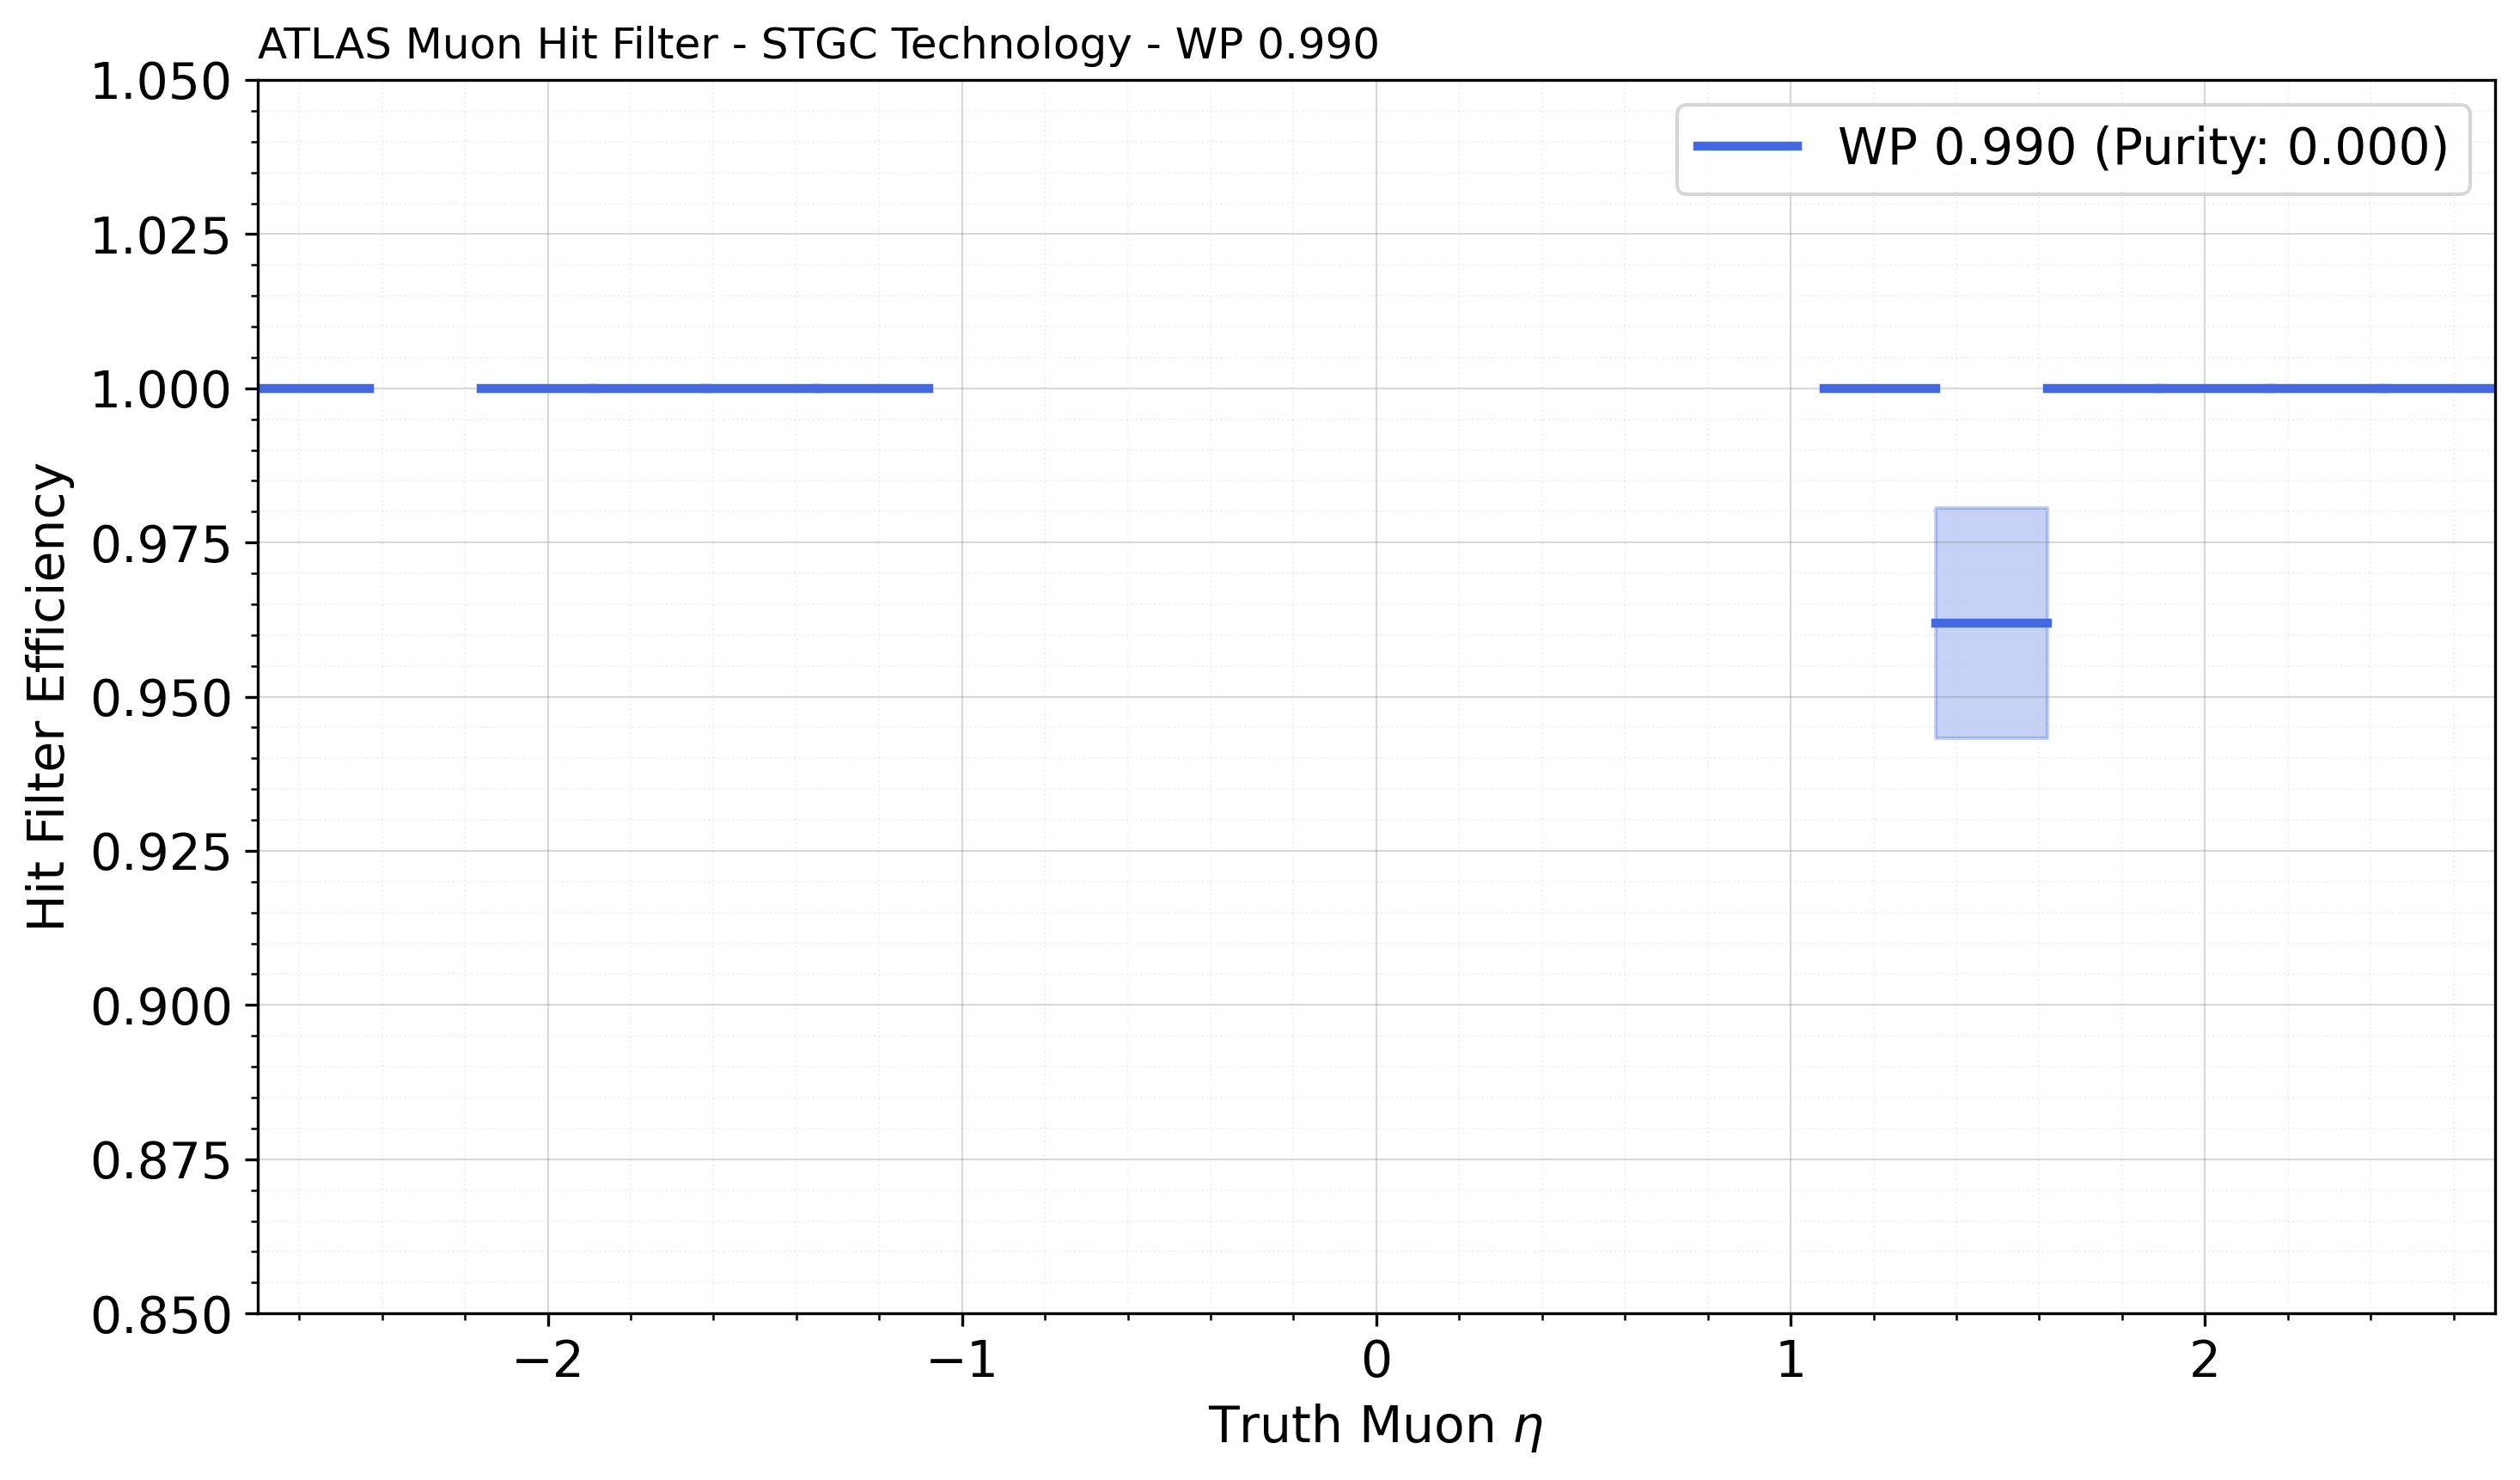 ATLAS Muon Hit Filter - STGC Technology - WP 0.990
WP 0.990 (Purity: 0.000)
Hit Filter Efficiency
1.050
1.025
1.000
0.975
0.950
0.925
0.900
0.875
0.850
−2 −1 0 1 2
Truth Muon η